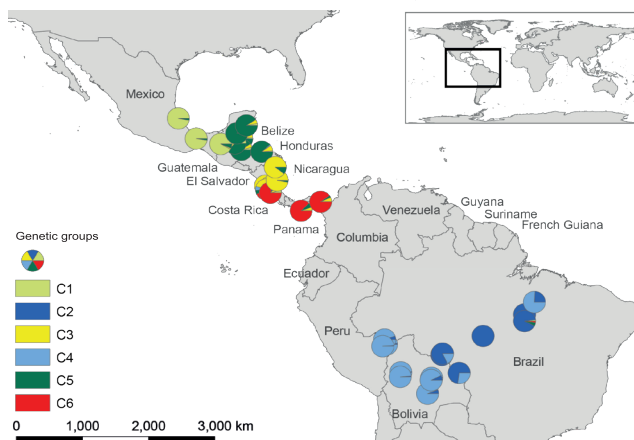 Mexico
Belize
Honduras
Guatemala
Nicaragua
El Salvador
Costa Rica
Panama
Venezuela
Guyana
Suriname
French Guiana
Columbia
Ecuador
Peru
Brazil
Bolivia
Genetic groups
C1
C2
C3
C4
C5
C6
0 1,000 2,000 3,000 km